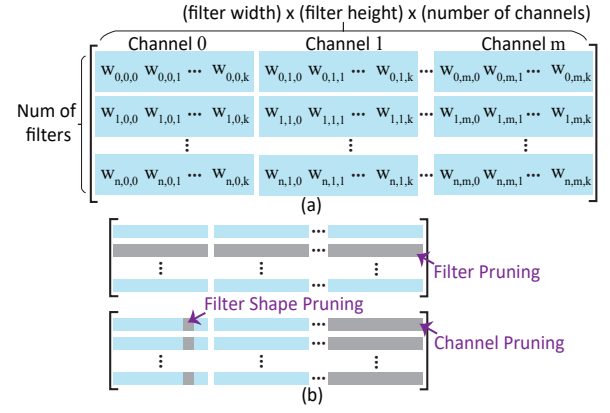 (filter width) x (filter height) x (number of channels)
Channel 0 Channel 1 Channel m
Num of filters
W0,0,0 W0,0,1 ••• W0,0,k W0,1,0 W0,1,1 ••• W0,1,k ••• W0,m,0 W0,m,1 ••• W0,m,k
W1,0,0 W1,0,1 ••• W1,0,k W1,1,0 W1,1,1 ••• W1,1,k ••• W1,m,0 W1,m,1 ••• W1,m,k
Wn,0,0 Wn,0,1 ••• Wn,0,k Wn,1,0 Wn,1,1 ••• Wn,1,k ••• Wn,m,0 Wn,m,1 ••• Wn,m,k
(a)
Filter Pruning
Filter Shape Pruning
Channel Pruning
(b)